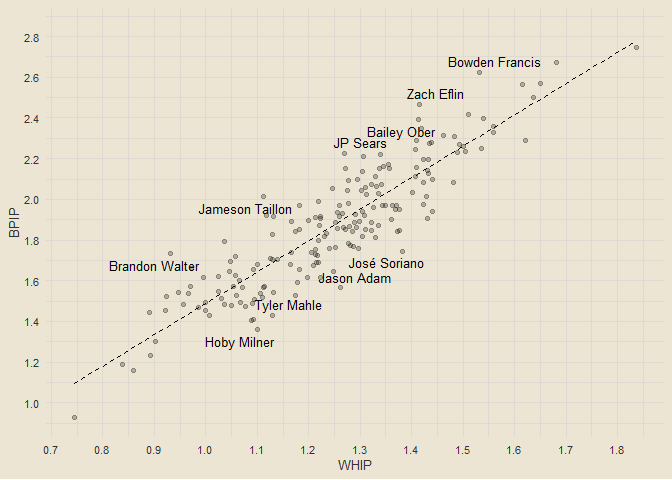 2.8
Bowden Francis
2.6
Zach Eflin
2.4
Bailey Ober
JP Sears
2.2
2.0
Jameson Taillon
BPIP
1.8
José Soriano
Brandon Walter
Jason Adam
1.6
Tyler Mahle
1.4
Hoby Milner
1.2
1.0
0.7 0.8 0.9 1.0 1.1 1.2 1.3 1.4 1.5 1.6 1.7 1.8
WHIP